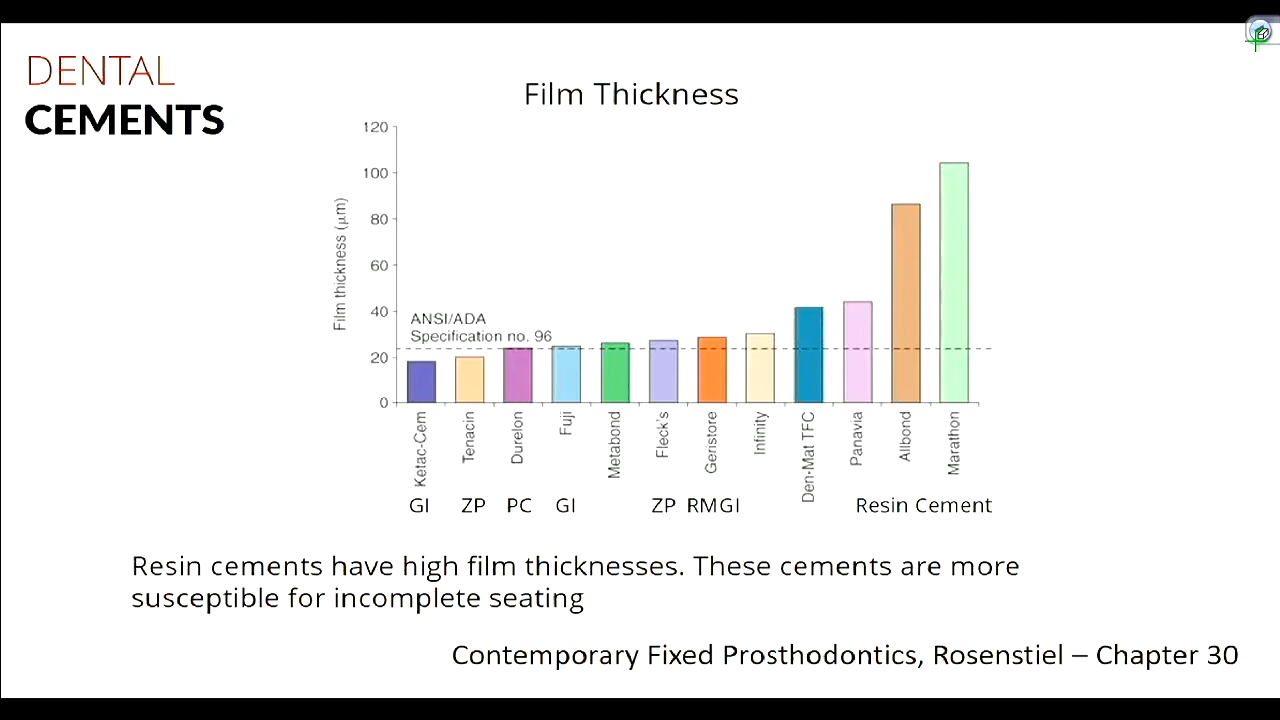 DENTAL
CEMENTS
Film Thickness
Film thickness (μm)
120
100
80
60
40
20
0
ANSI/ADA
Specification no. 96
Ketac-Cem
Tenacin
Durelon
Fuji
Metabond
Fleck's
Geristore
Infinity
Den-Mat TFC
Panavia
Allbond
Marathon
GI ZP PC GI ZP RMGI Resin Cement
Resin cements have high film thicknesses. These cements are more
susceptible for incomplete seating
Contemporary Fixed Prosthodontics, Rosenstiel – Chapter 30